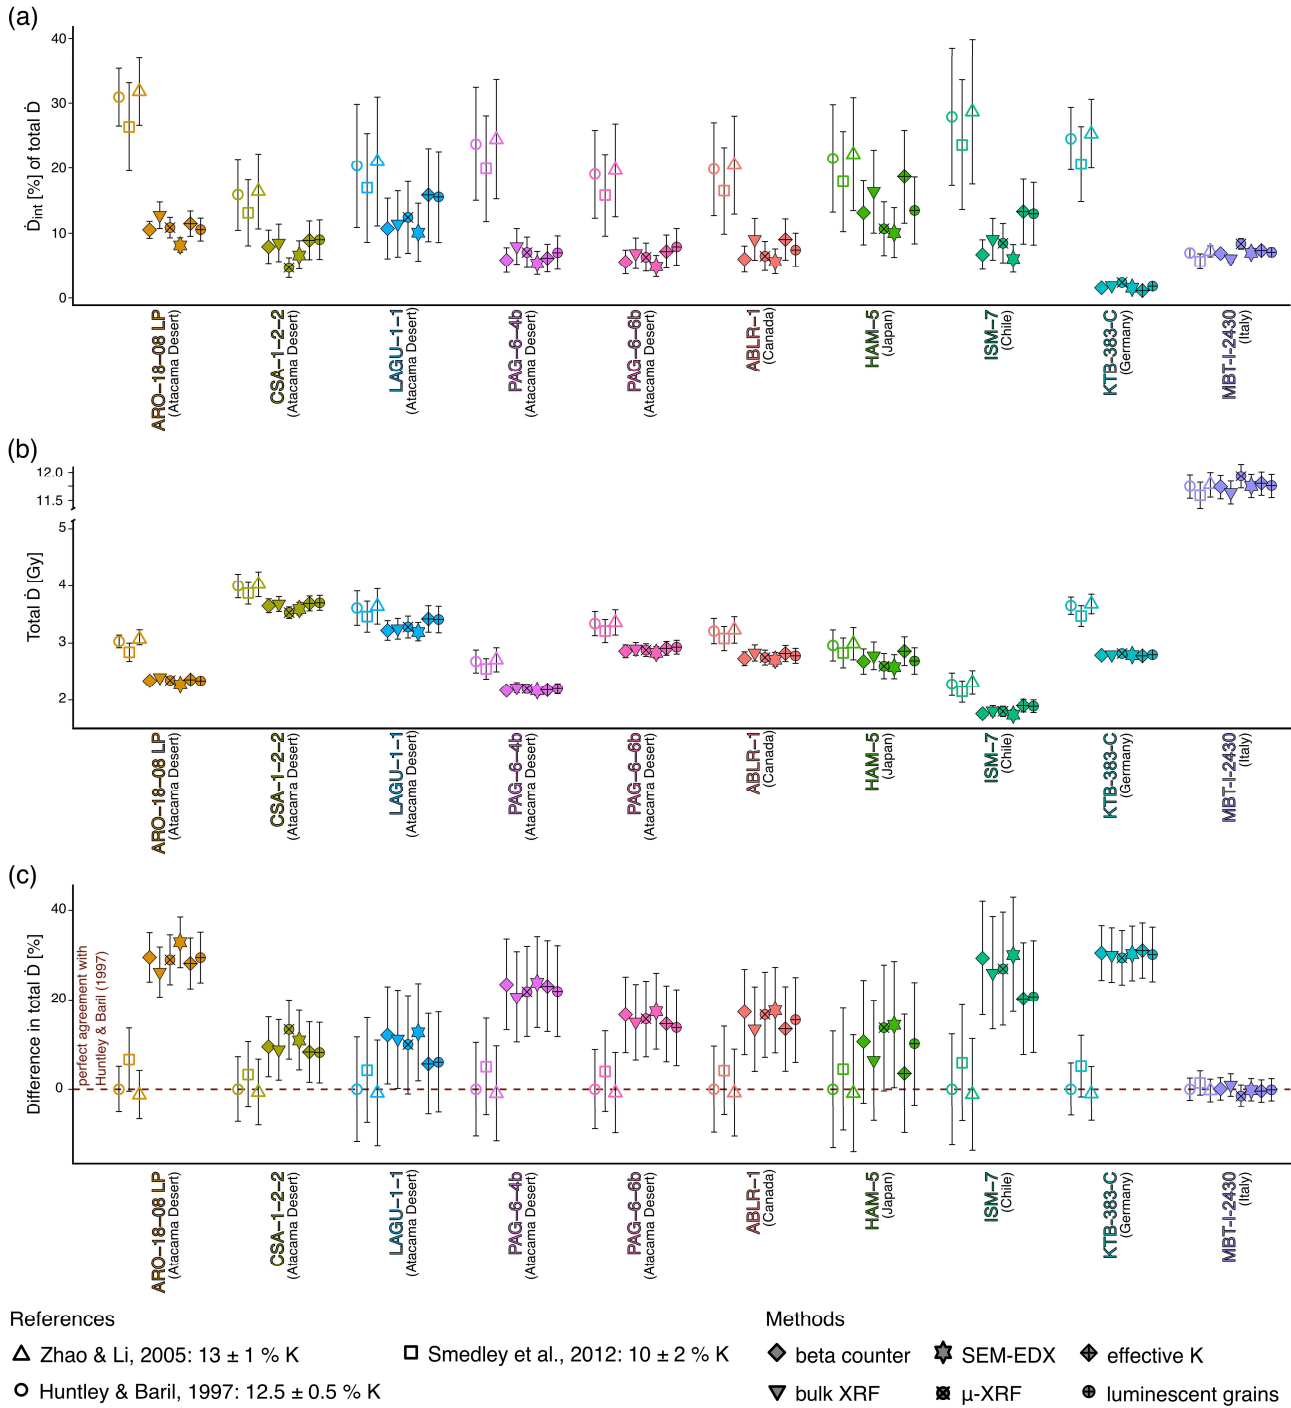 (a)
Ḋint [%] of total Ḋ
40
30
20
10
0
ARO−18−08 LP
(Atacama Desert)
CSA−1−2−2
(Atacama Desert)
LAGU−1−1
(Atacama Desert)
PAG−6−4b
(Atacama Desert)
PAG−6−6b
(Atacama Desert)
ABLR−1
(Canada)
HAM−5
(Japan)
ISM−7
(Chile)
KTB-383-C
(Germany)
MBT-I-2430
(Italy)
(b)
Total Ḋ [Gy]
12.0
11.5
5
4
3
2
ARO−18−08 LP
(Atacama Desert)
CSA−1−2−2
(Atacama Desert)
LAGU−1−1
(Atacama Desert)
PAG−6−4b
(Atacama Desert)
PAG−6−6b
(Atacama Desert)
ABLR−1
(Canada)
HAM−5
(Japan)
ISM−7
(Chile)
KTB-383-C
(Germany)
MBT-I-2430
(Italy)
(c)
Difference in total Ḋ [%]
40
20
0
perfect agreement with
Huntley & Baril (1997)
ARO−18−08 LP
(Atacama Desert)
CSA−1−2−2
(Atacama Desert)
LAGU−1−1
(Atacama Desert)
PAG−6−4b
(Atacama Desert)
PAG−6−6b
(Atacama Desert)
ABLR−1
(Canada)
HAM−5
(Japan)
ISM−7
(Chile)
KTB-383-C
(Germany)
MBT-I-2430
(Italy)
References
Zhao & Li, 2005: 13 ± 1 % K
Smedley et al., 2012: 10 ± 2 % K
Huntley & Baril, 1997: 12.5 ± 0.5 % K
Methods
beta counter
SEM-EDX
effective K
bulk XRF
µ-XRF
luminescent grains